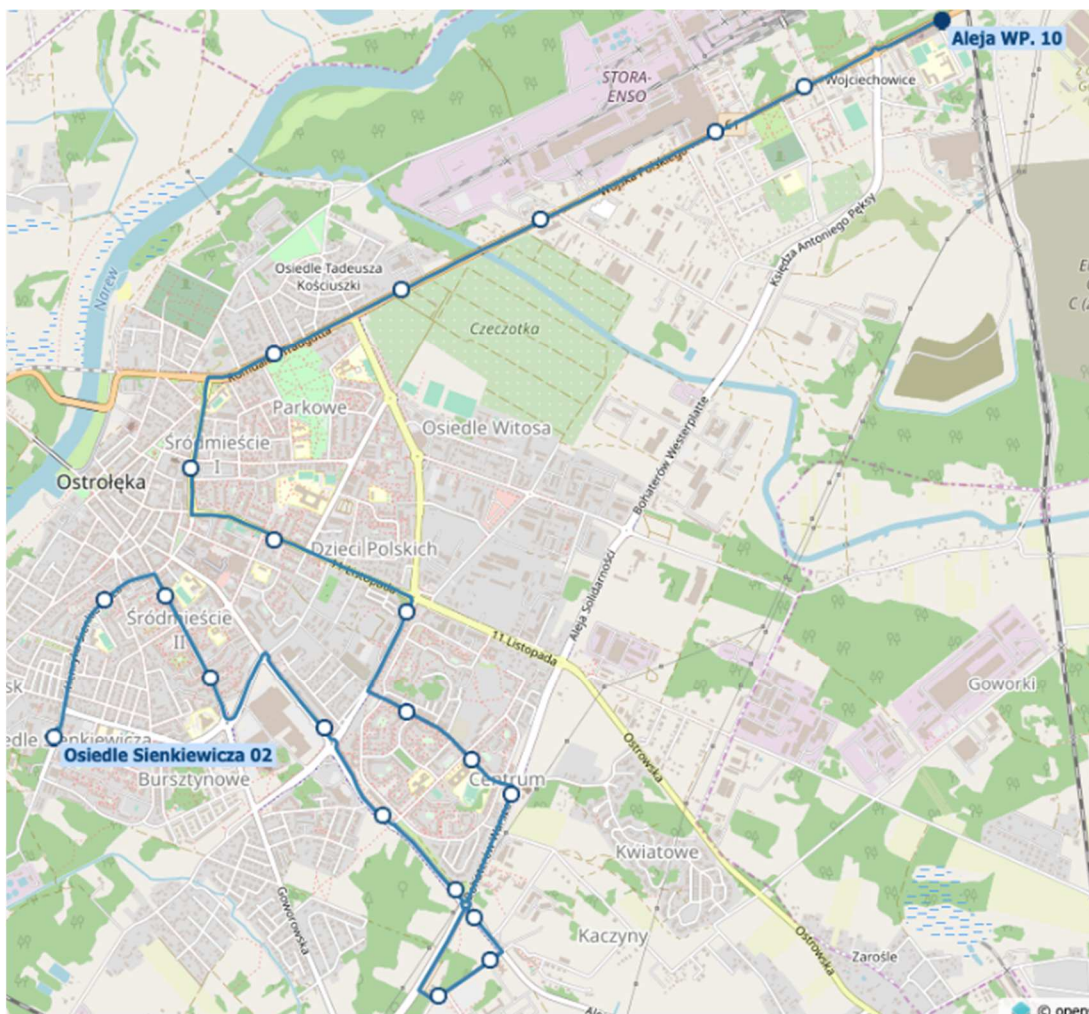 Aleja WP. 10
STORA-
ENSO
Wojciechowice
61
Wojska Polskiego
Księdza Antoniego Pęksy
Narew
Osiedle Tadeusza
Kościuszki
Czeczotka
Parkowe
Osiedle Witosa
Bohaterów Westerplatte
Śródmieście
I
Ostrołęka
Dzieci Polskich
11 Listopada
Aleja Solidarności
Śródmieście
II
11 Listopada
Goworki
Osiedle Sienkiewicza 02
Bursztynowe
Centrum
Ostrowska
Kwiatowe
Goworowska
Kaczyny
Ostrowska
Zarośle